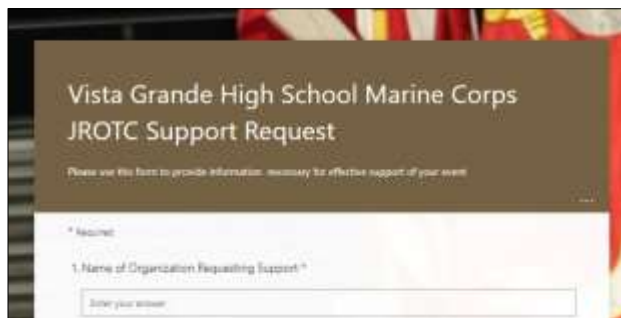 Vista Grande High School Marine Corps
JROTC Support Request
Please use this form to provide information necessary for effective support of your event
* Required
1. Name of Organization Requesting Support *
Enter your answer